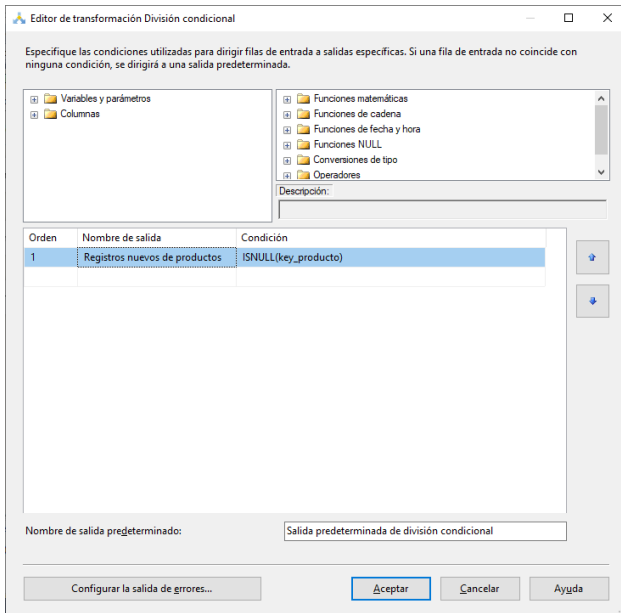 Editor de transformación División condicional
Especifique las condiciones utilizadas para dirigir filas de entrada a salidas específicas. Si una fila de entrada no coincide con
ninguna condición, se dirigirá a una salida predeterminada.
Variables y parámetros
Columnas
Funciones matemáticas
Funciones de cadena
Funciones de fecha y hora
Funciones NULL
Conversiones de tipo
Operadores
Descripción:
Orden Nombre de salida Condición
1 Registros nuevos de productos ISNULL(key_producto)
Nombre de salida predeterminado: Salida predeterminada de división condicional
Configurar la salida de errores... Aceptar Cancelar Ayuda